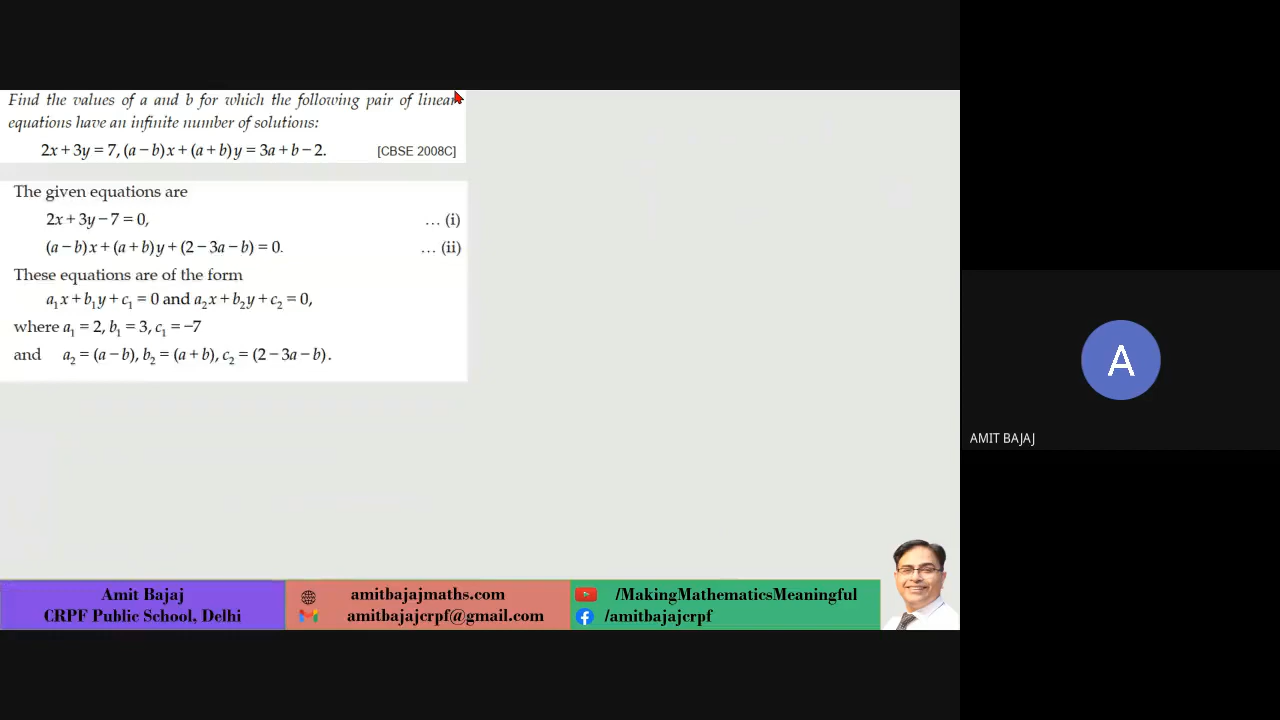 Find the values of a and b for which the following pair of linear
equations have an infinite number of solutions:
2x + 3y = 7, (a − b)x + (a + b)y = 3a + b − 2. [CBSE 2008C]
The given equations are
2x + 3y − 7 = 0, … (i)
(a − b)x + (a + b)y + (2 − 3a − b) = 0. … (ii)
These equations are of the form
a₁x + b₁y + c₁ = 0 and a₂x + b₂y + c₂ = 0,
where a₁ = 2, b₁ = 3, c₁ = −7
and a₂ = (a − b), b₂ = (a + b), c₂ = (2 − 3a − b).
A
AMIT BAJAJ
Amit Bajaj
CRPF Public School, Delhi
amitbajajmaths.com
amitbajajcrpf@gmail.com
/MakingMathematicsMeaningful
/amitbajajcrpf